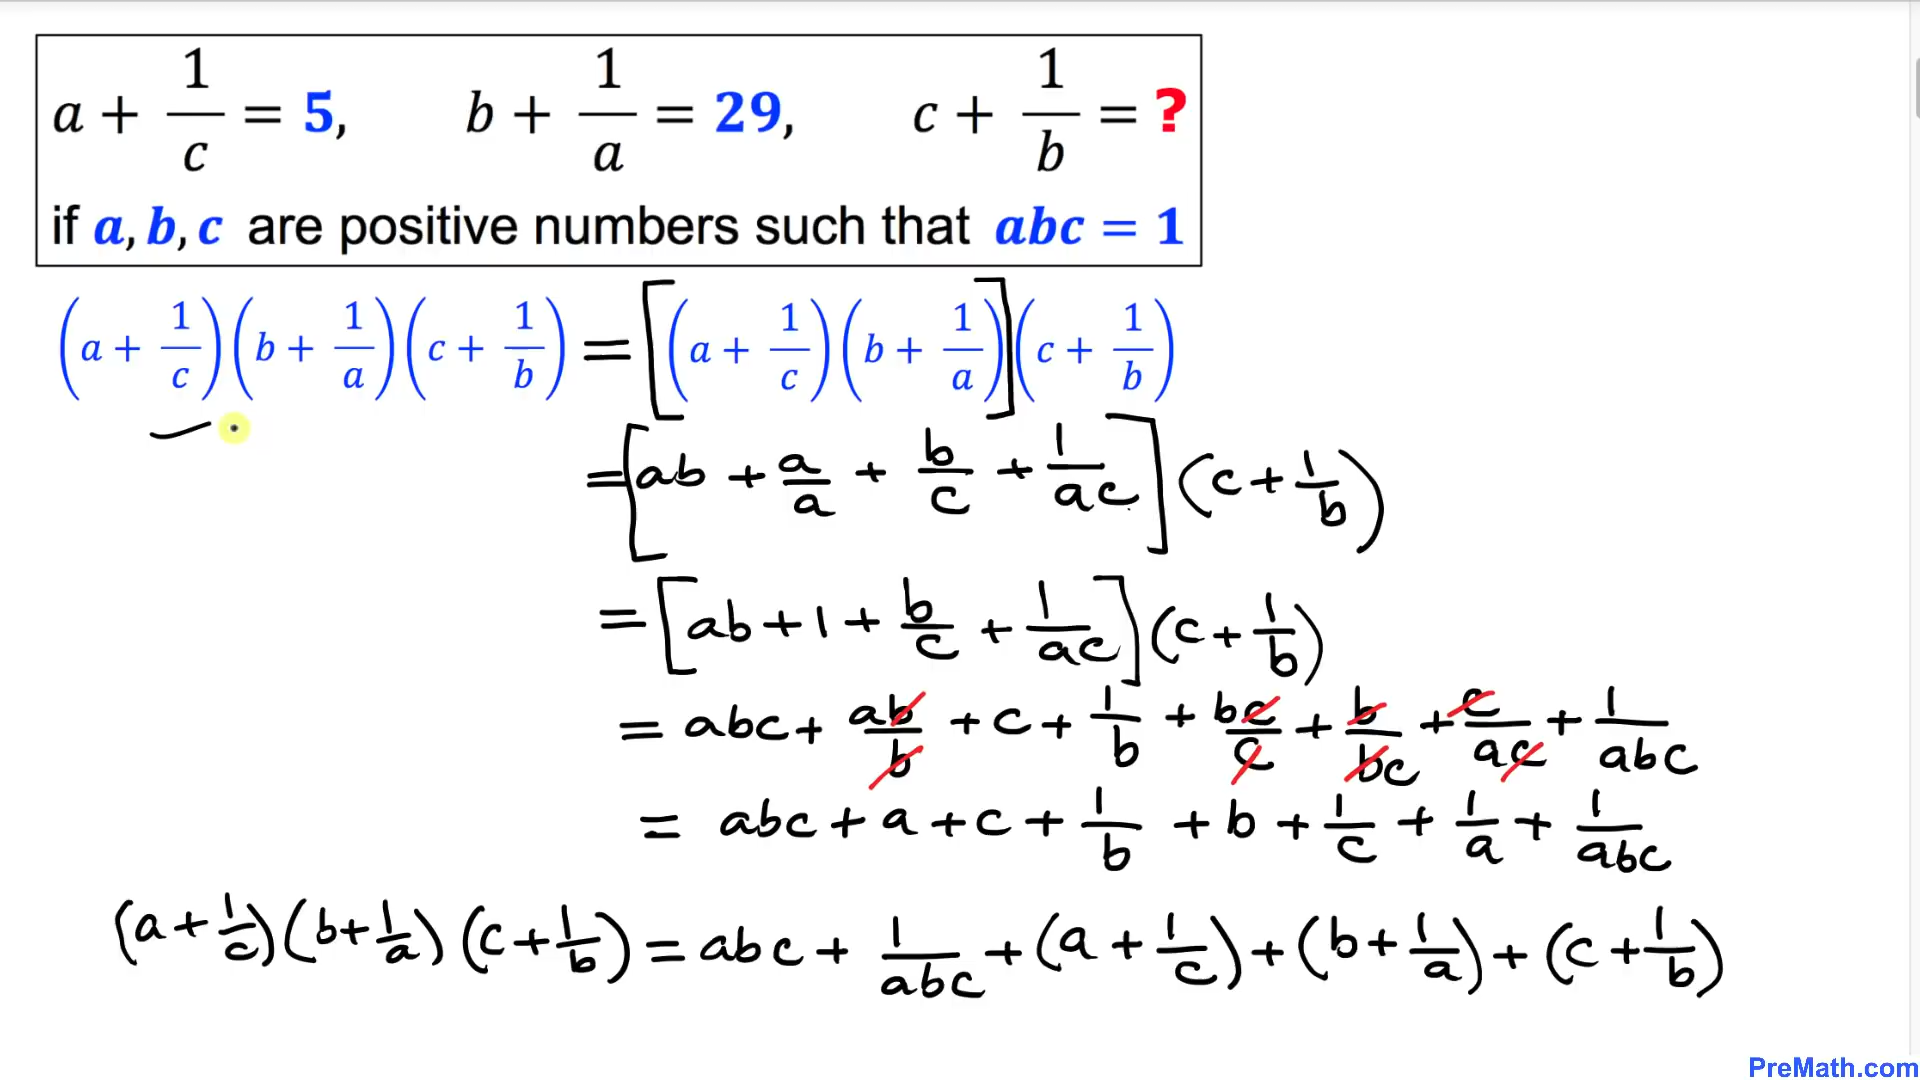 a + 1/c = 5, b + 1/a = 29, c + 1/b = ?
if a, b, c are positive numbers such that abc = 1
(a + 1/c)(b + 1/a)(c + 1/b) = [(a + 1/c)(b + 1/a)](c + 1/b)
= [ab + a/a + b/c + 1/ac](c + 1/b)
= [ab + 1 + b/c + 1/ac](c + 1/b)
= abc + ab/b + c + 1/b + bc/c + b/bc + c/ac + 1/abc
= abc + a + c + 1/b + b + 1/c + 1/a + 1/abc
(a + 1/c)(b + 1/a)(c + 1/b) = abc + 1/abc + (a + 1/c) + (b + 1/a) + (c + 1/b)
PreMath.com